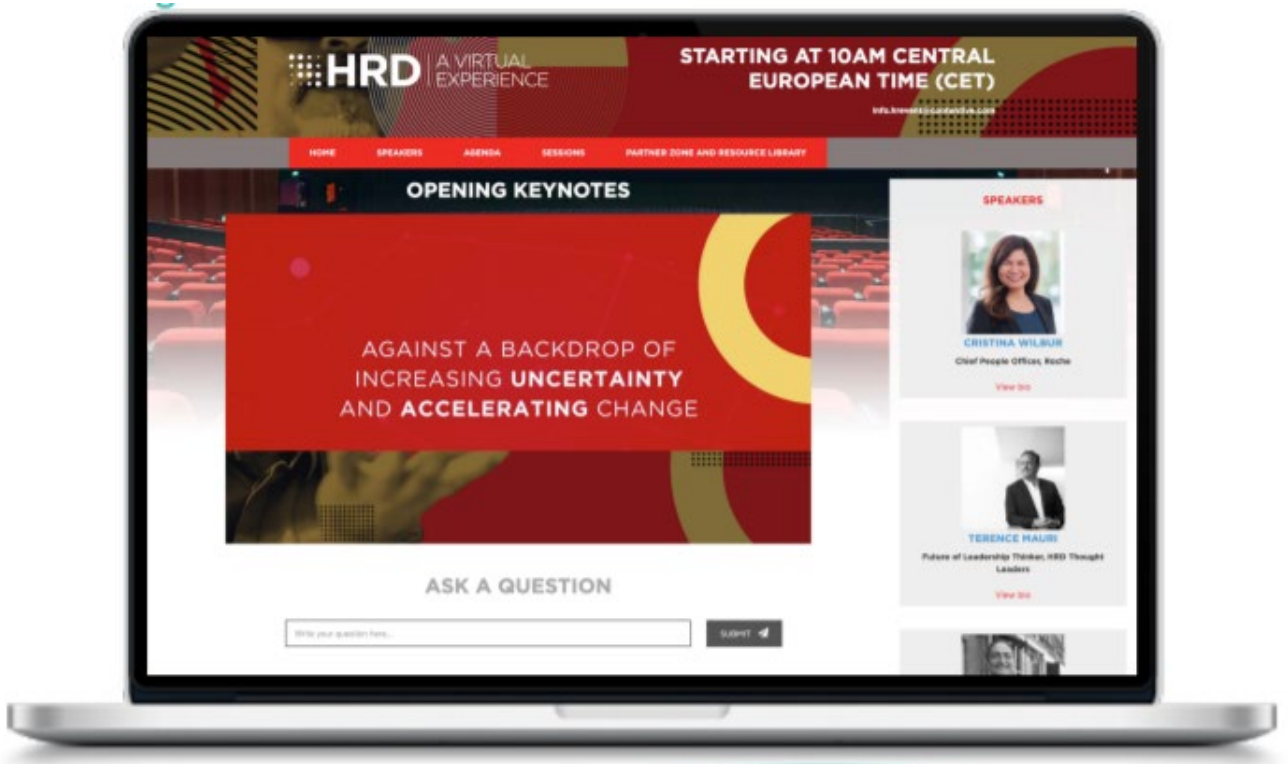 HRD
A VIRTUAL
EXPERIENCE
STARTING AT 10AM CENTRAL
EUROPEAN TIME (CET)
HOME SPEAKERS AGENDA SESSIONS PARTNER ZONE AND RESOURCE LIBRARY
OPENING KEYNOTES
AGAINST A BACKDROP OF
INCREASING UNCERTAINTY
AND ACCELERATING CHANGE
ASK A QUESTION
Write your question here...
SUBMIT
SPEAKERS
CRISTINA WILBUR
Chief People Officer, Roche
View bio
TERENCE MAURI
Future of Leadership Thinker, HRD Thought
Leaders
View bio